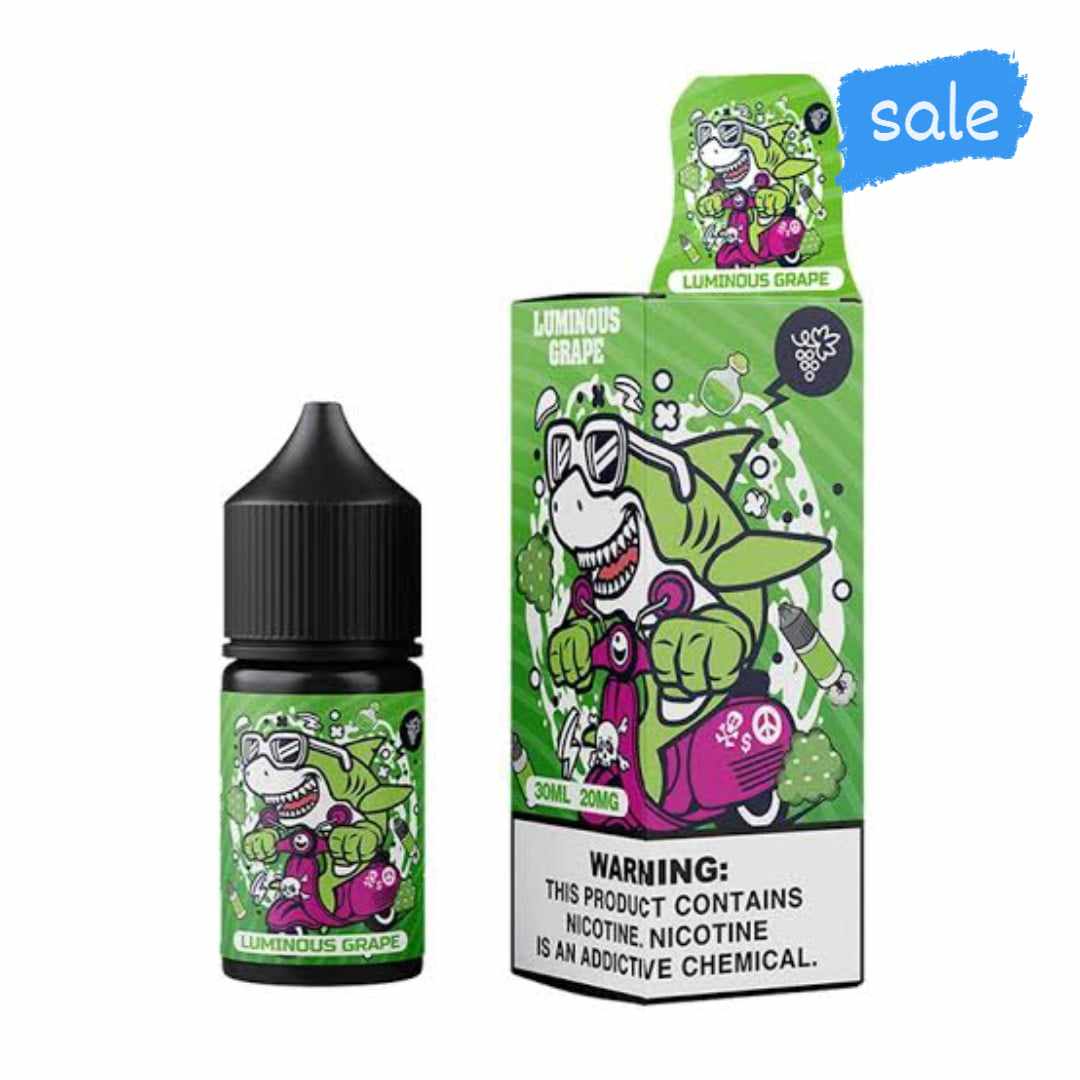 sale
LUMINOUS GRAPE
LUMINOUS
GRAPE
30ML 20MG
WARNING:
THIS PRODUCT CONTAINS
NICOTINE. NICOTINE
IS AN ADDICTIVE CHEMICAL.
LUMINOUS GRAPE